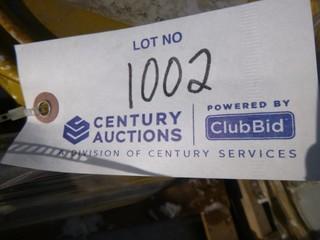 LOT NO
1002
CENTURY AUCTIONS
POWERED BY
ClubBid
A DIVISION OF CENTURY SERVICES